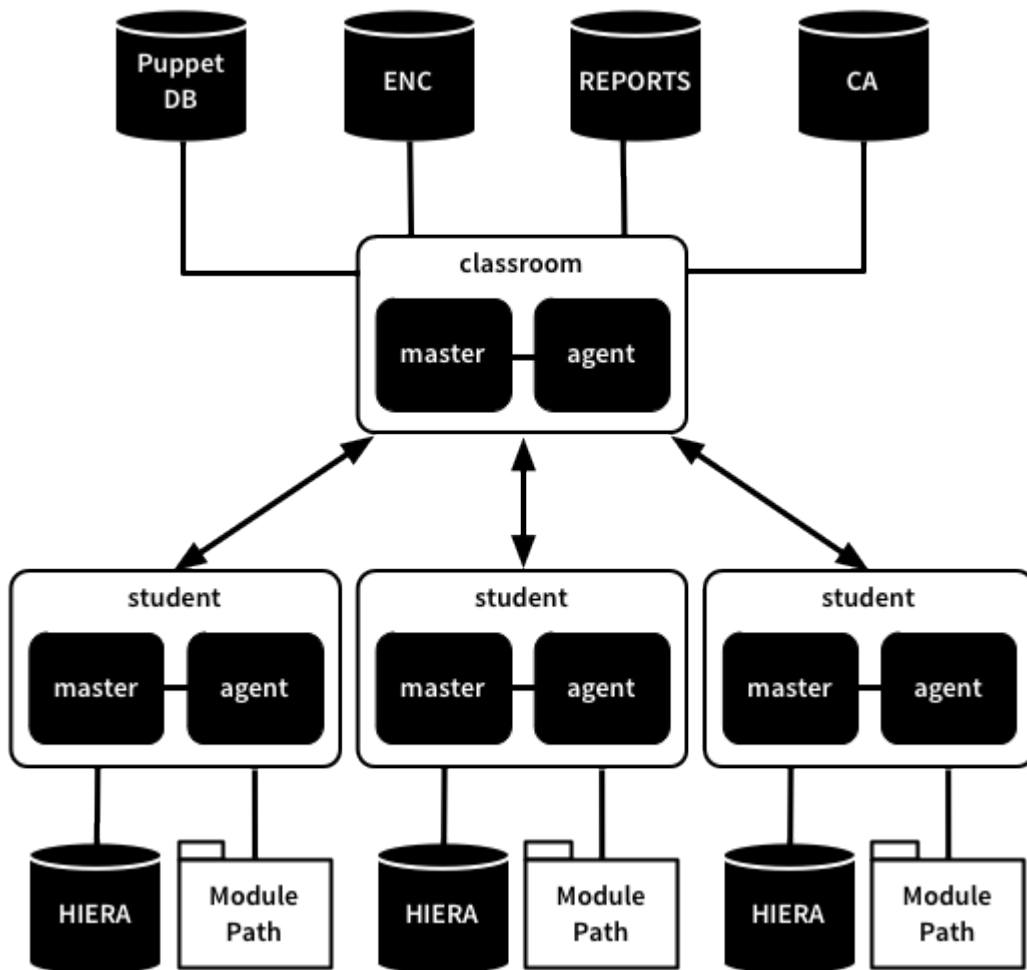 Puppet
DB
ENC
REPORTS
CA
classroom
master
agent
student
master
agent
student
master
agent
student
master
agent
HIERA
Module
Path
HIERA
Module
Path
HIERA
Module
Path